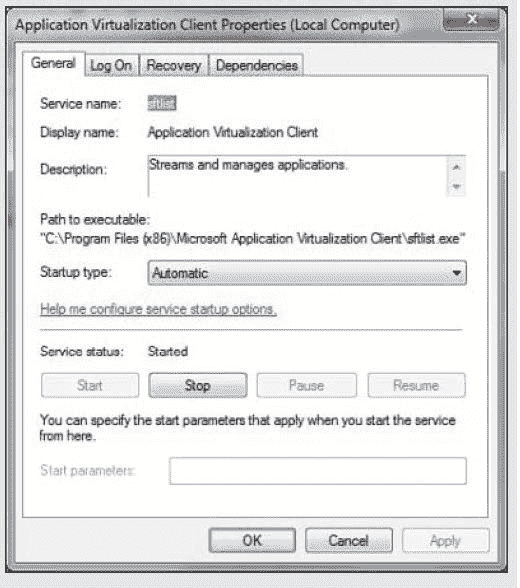 Application Virtualization Client Properties (Local Computer)
General Log On Recovery Dependencies
Service name: sftlist
Display name: Application Virtualization Client
Description: Streams and manages applications.
Path to executable:
"C:\Program Files (x86)\Microsoft Application Virtualization Client\sftlist.exe"
Startup type: Automatic
Help me configure service startup options.
Service status: Started
Start Stop Pause Resume
You can specify the start parameters that apply when you start the service
from here.
Start parameters:
OK Cancel Apply